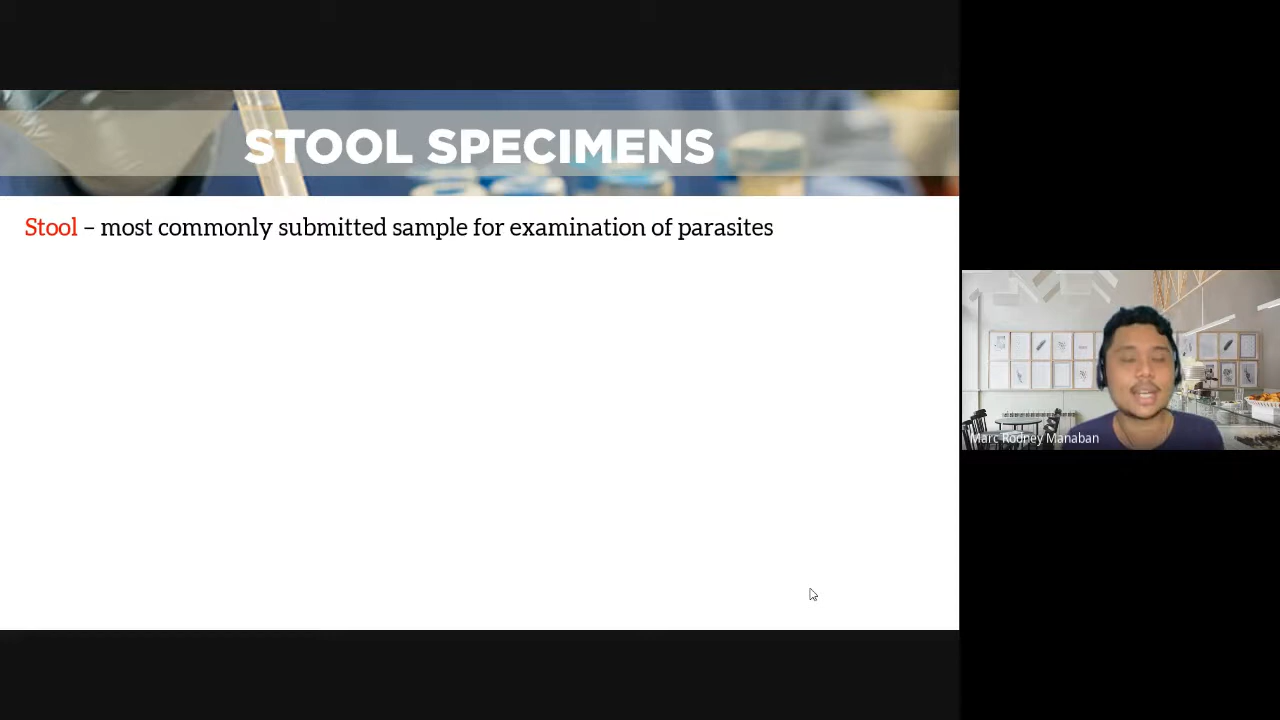 STOOL SPECIMENS
Stool – most commonly submitted sample for examination of parasites
Marc Rodney Manaban